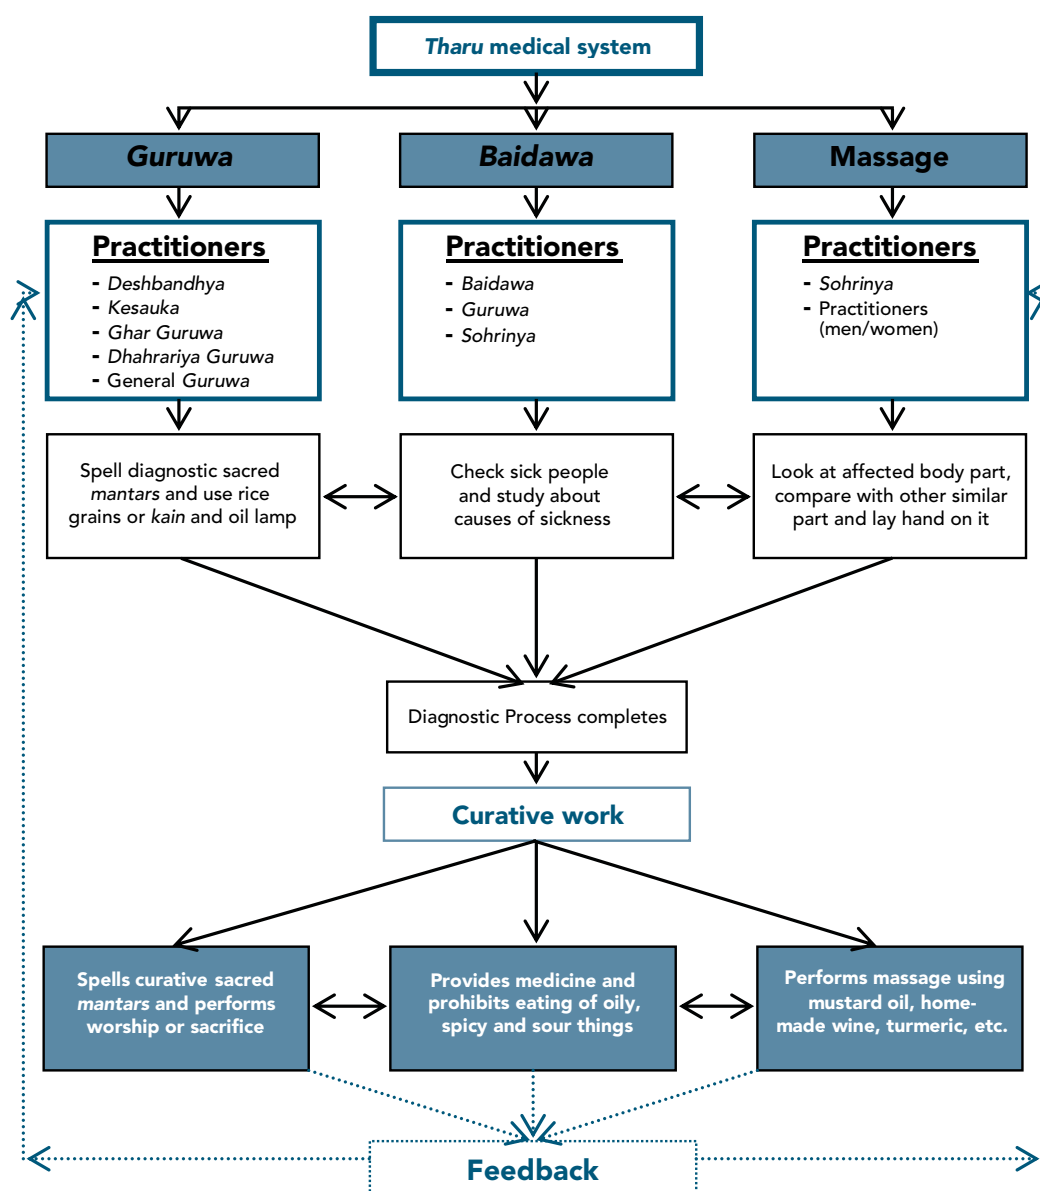 Tharu medical system
Guruwa
Baidawa
Massage
Practitioners
- Deshbandhya
- Kesauka
- Ghar Guruwa
- Dhahrariya Guruwa
- General Guruwa
Practitioners
- Baidawa
- Guruwa
- Sohrinya
Practitioners
- Sohrinya
- Practitioners
(men/women)
Spell diagnostic sacred
mantars and use rice
grains or kain and oil lamp
Check sick people
and study about
causes of sickness
Look at affected body part,
compare with other similar
part and lay hand on it
Diagnostic Process completes
Curative work
Spells curative sacred
mantars and performs
worship or sacrifice
Provides medicine and
prohibits eating of oily,
spicy and sour things
Performs massage using
mustard oil, home-
made wine, turmeric, etc.
Feedback